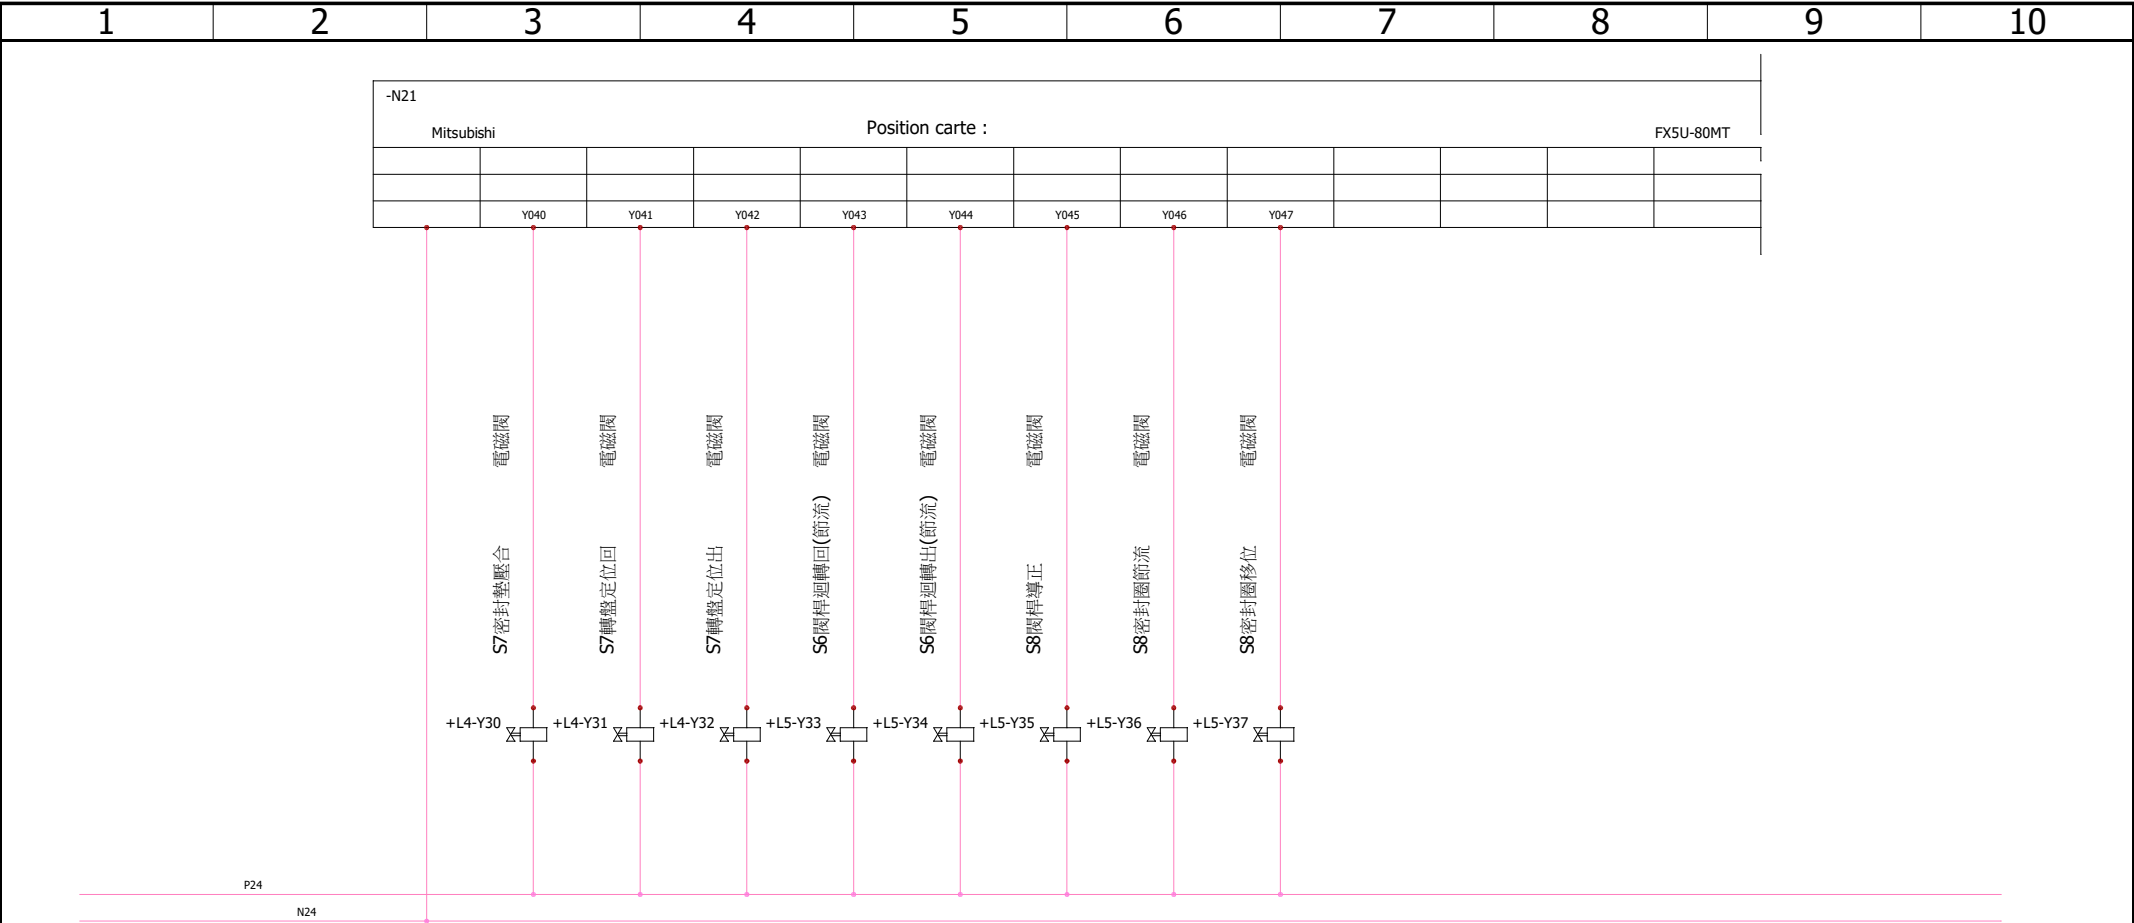 1 2 3 4 5 6 7 8 9 10
-N21
Mitsubishi Position carte : FX5U-80MT
Y040 Y041 Y042 Y043 Y044 Y045 Y046 Y047
S7密封墊壓合 電磁閥
S7轉盤定位回 電磁閥
S7轉盤定位出 電磁閥
S6閥桿迴轉回(節流) 電磁閥
S6閥桿迴轉出(節流) 電磁閥
S8閥桿導正 電磁閥
S8密封圈節流 電磁閥
S8密封圈移位 電磁閥
+L4-Y30 +L4-Y31 +L4-Y32 +L5-Y33 +L5-Y34 +L5-Y35 +L5-Y36 +L5-Y37
P24
N24